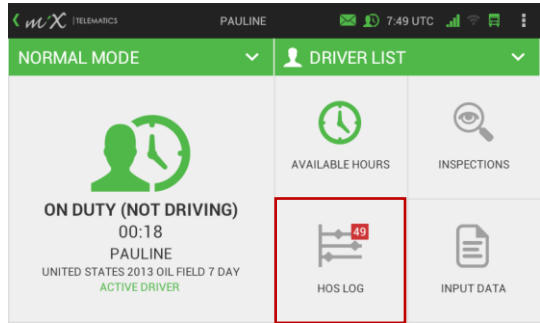 mix | TELEMATICS PAULINE 7:49 UTC
NORMAL MODE
DRIVER LIST
AVAILABLE HOURS
INSPECTIONS
ON DUTY (NOT DRIVING)
00:18
PAULINE
UNITED STATES 2013 OIL FIELD 7 DAY
ACTIVE DRIVER
49
HOS LOG
INPUT DATA